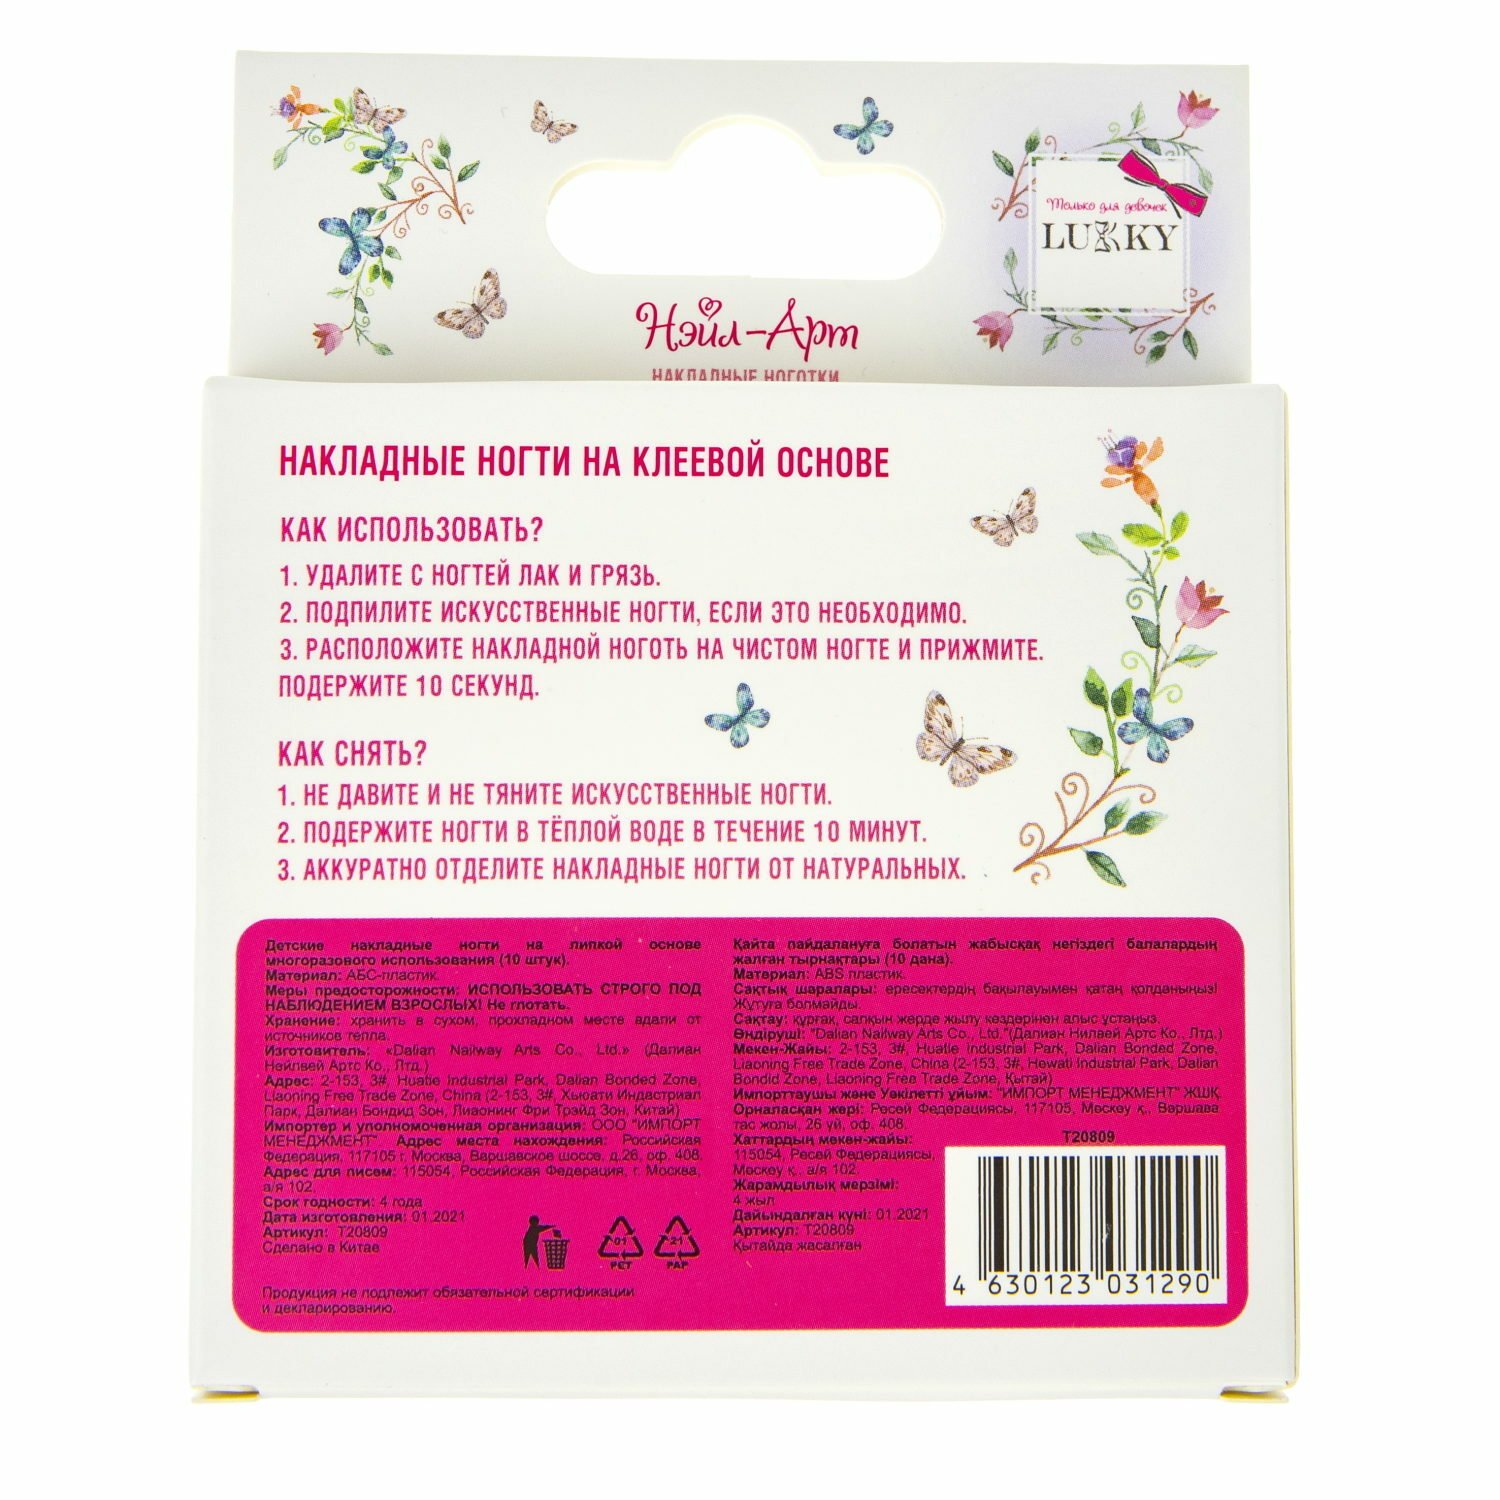 Только для девочек
LUKKY
Нэйл-Арт
НАКЛАДНЫЕ НОГОТКИ
НАКЛАДНЫЕ НОГТИ НА КЛЕЕВОЙ ОСНОВЕ
КАК ИСПОЛЬЗОВАТЬ?
1. УДАЛИТЕ С НОГТЕЙ ЛАК И ГРЯЗЬ.
2. ПОДПИЛИТЕ ИСКУССТВЕННЫЕ НОГТИ, ЕСЛИ ЭТО НЕОБХОДИМО.
3. РАСПОЛОЖИТЕ НАКЛАДНОЙ НОГОТЬ НА ЧИСТОМ НОГТЕ И ПРИЖМИТЕ.
ПОДЕРЖИТЕ 10 СЕКУНД.
КАК СНЯТЬ?
1. НЕ ДАВИТЕ И НЕ ТЯНИТЕ ИСКУССТВЕННЫЕ НОГТИ.
2. ПОДЕРЖИТЕ НОГТИ В ТЁПЛОЙ ВОДЕ В ТЕЧЕНИЕ 10 МИНУТ.
3. АККУРАТНО ОТДЕЛИТЕ НАКЛАДНЫЕ НОГТИ ОТ НАТУРАЛЬНЫХ.
Детские накладные ногти на липкой основе
многоразового использования (10 штук).
Материал: АБС-пластик.
Меры предосторожности: ИСПОЛЬЗОВАТЬ СТРОГО ПОД
НАБЛЮДЕНИЕМ ВЗРОСЛЫХ! Не глотать.
Хранение: хранить в сухом, прохладном месте вдали от
источников тепла.
Изготовитель: «Dalian Nailway Arts Co., Ltd.» (Далиан
Нейлвей Артс Ко., Лтд.)
Адрес: 2-153, 3#, Huatie Industrial Park, Dalian Bonded Zone,
Liaoning Free Trade Zone, China (2-153, 3#, Хьюати Индастриал
Парк, Далиан Бондид Зон, Лиаонинг Фри Трэйд Зон, Китай)
Импортер и уполномоченная организация: ООО "ИМПОРТ
МЕНЕДЖМЕНТ" Адрес места нахождения: Российская
Федерация, 117105 г. Москва, Варшавское шоссе, д.26, оф. 408.
Адрес для писем: 115054, Российская Федерация, г. Москва,
а/я 102.
Срок годности: 4 года
Дата изготовления: 01.2021
Артикул: T20809
Сделано в Китае
01
PET
21
PAP
Продукция не подлежит обязательной сертификации
и декларированию.
Қайта пайдалануға болатын жабысқақ негіздегі балалардың
жалған тырнақтары (10 дана).
Материал: ABS пластик.
Сақтық шаралары: ересектердің бақылауымен қатаң қолданыңыз!
Жұтуға болмайды.
Сақтау: құрғақ, салқын жерде жылу көздерінен алыс ұстаңыз.
Өндіруші: "Dalian Nailway Arts Co., Ltd."(Далиан Нилвей Артс Ко., Лтд.)
Мекен-Жайы: 2-153, 3#, Huatie Industrial Park, Dalian Bonded Zone,
Liaoning Free Trade Zone, China (2-153, 3#, Hewati Industrial Park, Dalian
Bondid Zone, Liaoning Free Trade Zone, Қытай)
Импорттаушы және Уәкілетті ұйым: "ИМПОРТ МЕНЕДЖМЕНТ" ЖШҚ
Орналасқан жері: Ресей Федерациясы, 117105, Мәскеу қ., Варшава
тас жолы, 26 үй, оф. 408.
Хаттардың мекен-жайы:
115054, Ресей Федерациясы,
Мәскеу қ., а/я 102.
Жарамдылық мерзімі:
4 жыл
Дайындалған күні: 01.2021
Артикул: T20809
Қытайда жасалған
T20809
4 630123 031290